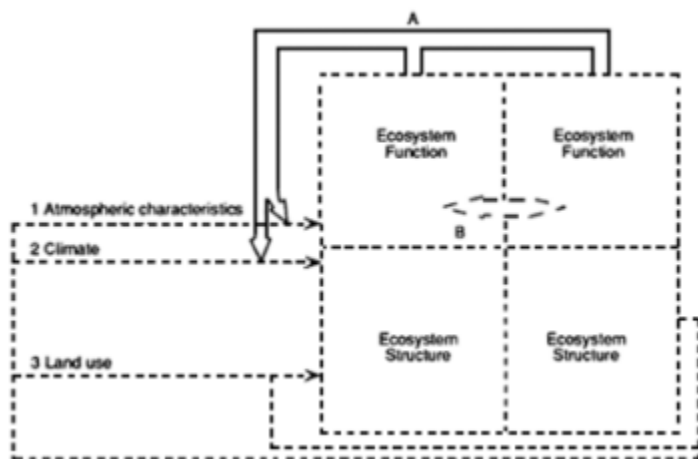 A
Ecosystem
Function
Ecosystem
Function
1 Atmospheric characteristics
B
2 Climate
Ecosystem
Structure
Ecosystem
Structure
3 Land use